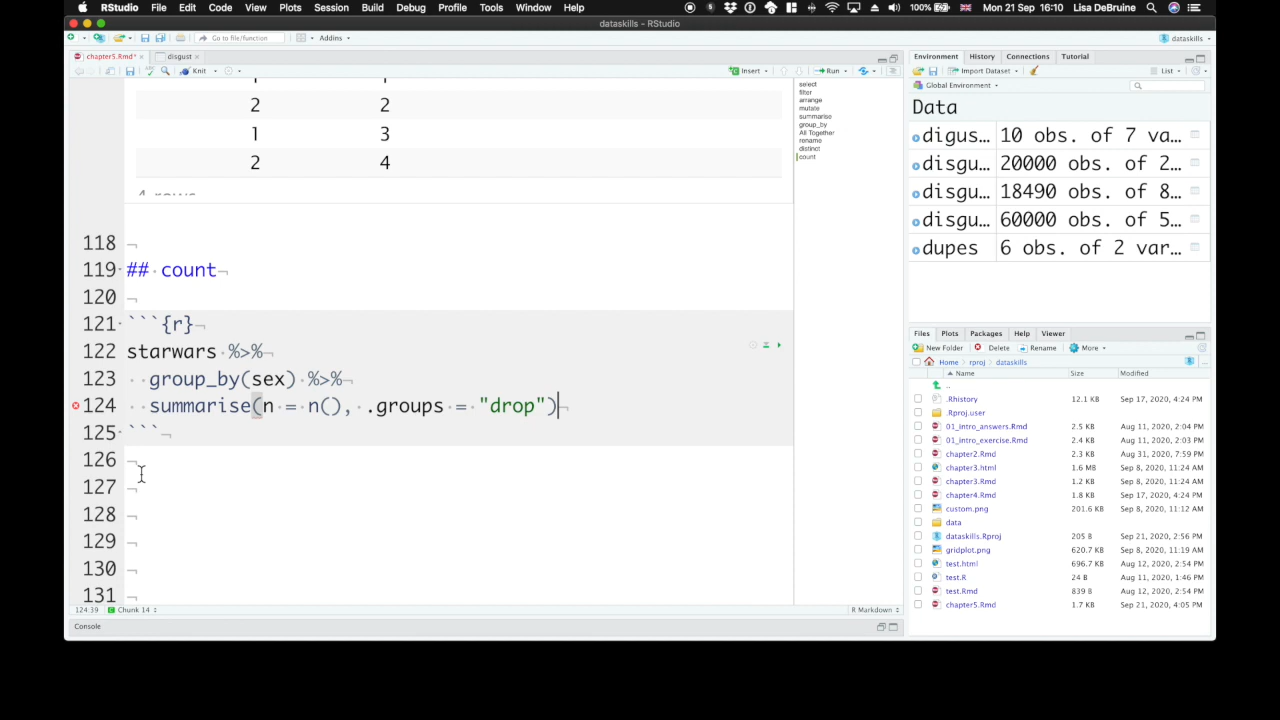 RStudio File Edit Code View Plots Session Build Debug Profile Tools Window Help 100% Mon 21 Sep 16:10 Lisa DeBruine
dataskills - RStudio
Go to file/function Addins dataskills
chapter5.Rmd* disgust
Knit Insert Run
2 2
1 3
2 4
4 rows
118
119 ## count
120
121 ```{r}
122 starwars %>%
123 group_by(sex) %>%
124 summarise(n = n(), .groups = "drop")
125 ```
126
127
128
129
130
131
124:39 Chunk 14 R Markdown
Console
select
filter
arrange
mutate
summarise
group_by
All Together
rename
distinct
count
Environment History Connections Tutorial
Import Dataset List
Global Environment
Data
digus... 10 obs. of 7 va...
disgu... 20000 obs. of 2...
disgu... 18490 obs. of 8...
disgu... 60000 obs. of 5...
dupes 6 obs. of 2 var...
Files Plots Packages Help Viewer
New Folder Delete Rename More
Home rproj dataskills
Name Size Modified
..
.Rhistory 12.1 KB Sep 17, 2020, 4:24 PM
.Rproj.user
01_intro_answers.Rmd 2.5 KB Aug 11, 2020, 2:04 PM
01_intro_exercise.Rmd 2.4 KB Aug 11, 2020, 2:03 PM
chapter2.Rmd 2.8 KB Aug 31, 2020, 7:59 PM
chapter3.html 1.6 MB Sep 8, 2020, 11:24 AM
chapter3.Rmd 1.2 KB Sep 8, 2020, 11:24 AM
chapter4.Rmd 1.8 KB Sep 17, 2020, 4:24 PM
custom.png 201.6 KB Sep 8, 2020, 11:12 AM
data
dataskills.Rproj 205 B Sep 21, 2020, 2:56 PM
gridplot.png 620.7 KB Sep 8, 2020, 11:19 AM
test.html 696.7 KB Aug 12, 2020, 2:54 PM
test.R 24 B Aug 11, 2020, 1:46 PM
test.Rmd 839 B Aug 12, 2020, 2:54 PM
chapter5.Rmd 1.7 KB Sep 21, 2020, 4:05 PM